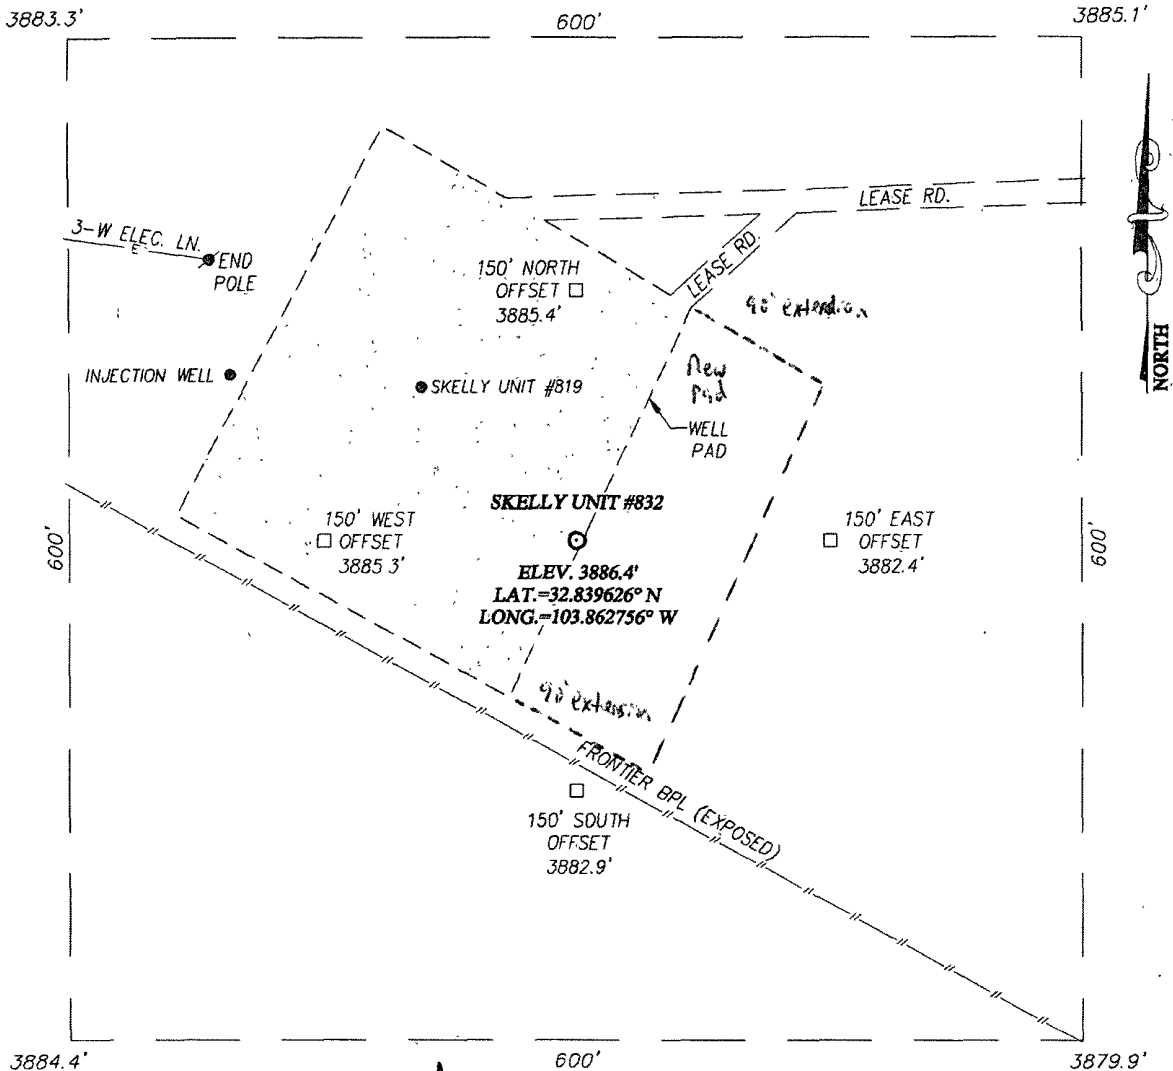 3883.3'
600'
3885.1'
LEASE RD.
3-W ELEC. LN.
E
END
POLE
150' NORTH
OFFSET
3885.4'
LEASE RD.
90' extension
NORTH
INJECTION WELL
SKELLY UNIT #819
New
Pad
WELL
PAD
SKELLY UNIT #832
150' WEST
OFFSET
3885 3'
150' EAST
OFFSET
3882.4'
600'
600'
ELEV. 3886.4'
LAT.=32.839626° N
LONG.=103.862756° W
90' extension
FRONTIER BPL (EXPOSED)
150' SOUTH
OFFSET
3882.9'
3884.4'
600'
3879.9'